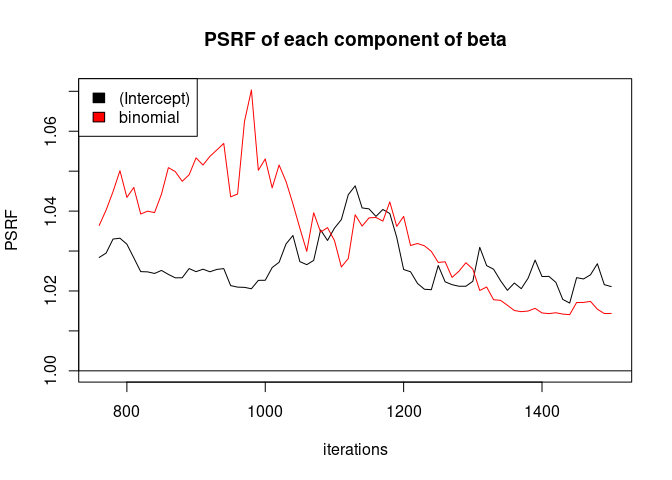 PSRF of each component of beta
(Intercept)
binomial
PSRF
1.06
1.04
1.02
1.00
800
1000
1200
1400
iterations